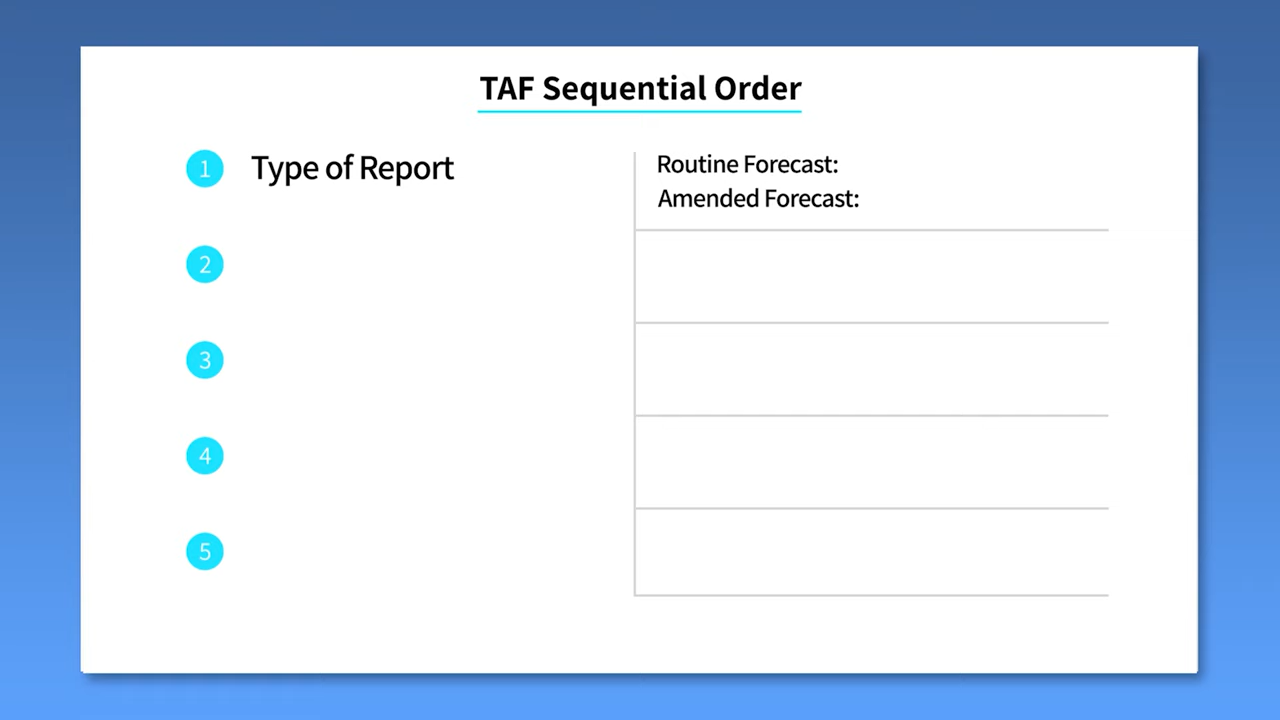 TAF Sequential Order
1 Type of Report
Routine Forecast:
Amended Forecast:
2
3
4
5